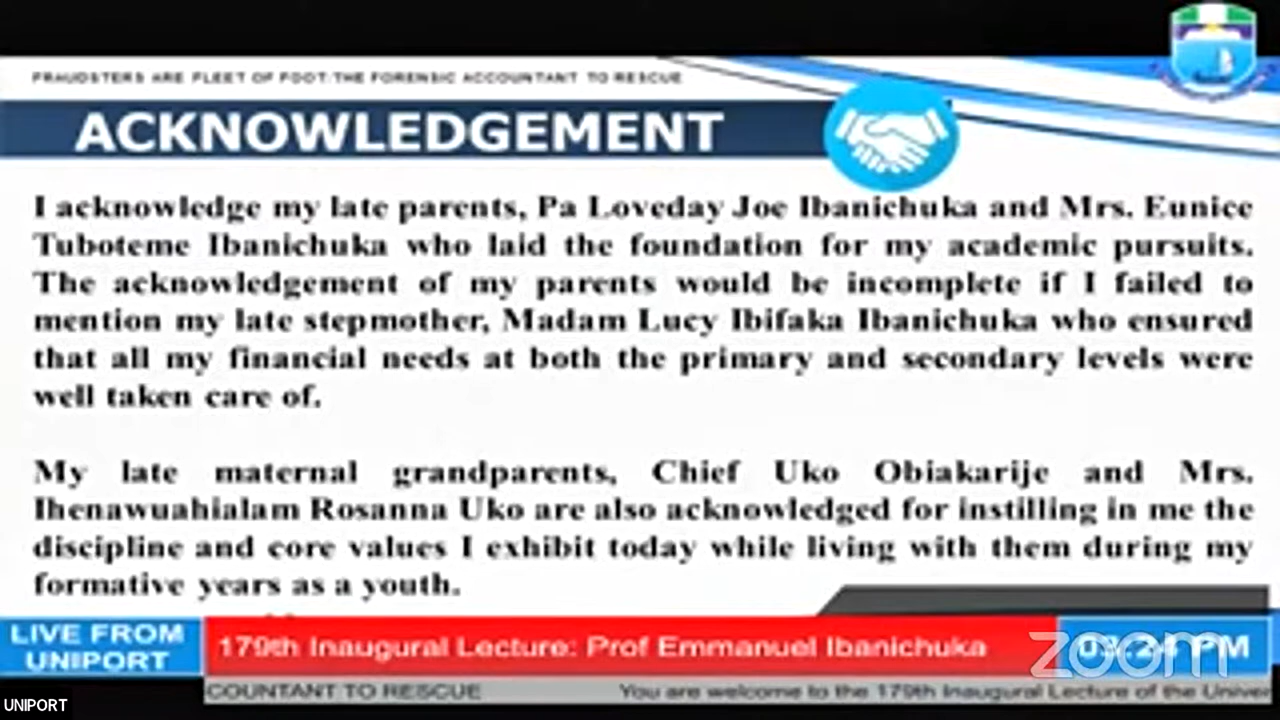 FRAUDSTERS ARE FLEET OF FOOT:THE FORENSIC ACCOUNTANT TO RESCUE
ACKNOWLEDGEMENT
I acknowledge my late parents, Pa Loveday Joe Ibanichuka and Mrs. Eunice
Tuboteme Ibanichuka who laid the foundation for my academic pursuits.
The acknowledgement of my parents would be incomplete if I failed to
mention my late stepmother, Madam Lucy Ibifaka Ibanichuka who ensured
that all my financial needs at both the primary and secondary levels were
well taken care of.
My late maternal grandparents, Chief Uko Obiakarije and Mrs.
Ihenawuahialam Rosanna Uko are also acknowledged for instilling in me the
discipline and core values I exhibit today while living with them during my
formative years as a youth.
LIVE FROM
UNIPORT
179th Inaugural Lecture: Prof Emmanuel Ibanichuka
03:24 PM
zoom
COUNTANT TO RESCUE You are welcome to the 179th Inaugural Lecture of the Univer
UNIPORT